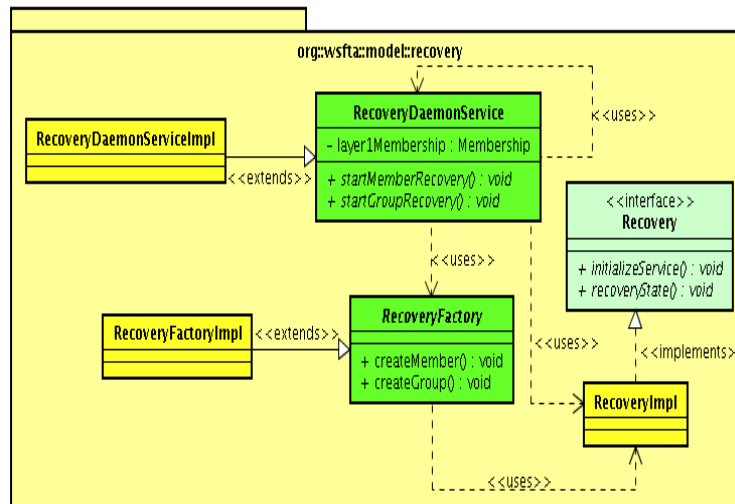 org::wsfta::model::recovery
RecoveryDaemonService
- layer1Membership : Membership
+ startMemberRecovery() : void
+ startGroupRecovery() : void
<<uses>>
RecoveryDaemonServiceImpl
<<extends>>
<<interface>>
Recovery
+ initializeService() : void
+ recoveryState() : void
<<uses>>
RecoveryFactory
+ createMember() : void
+ createGroup() : void
RecoveryFactoryImpl
<<extends>>
<<uses>>
<<implements>
RecoveryImpl
<<uses>>